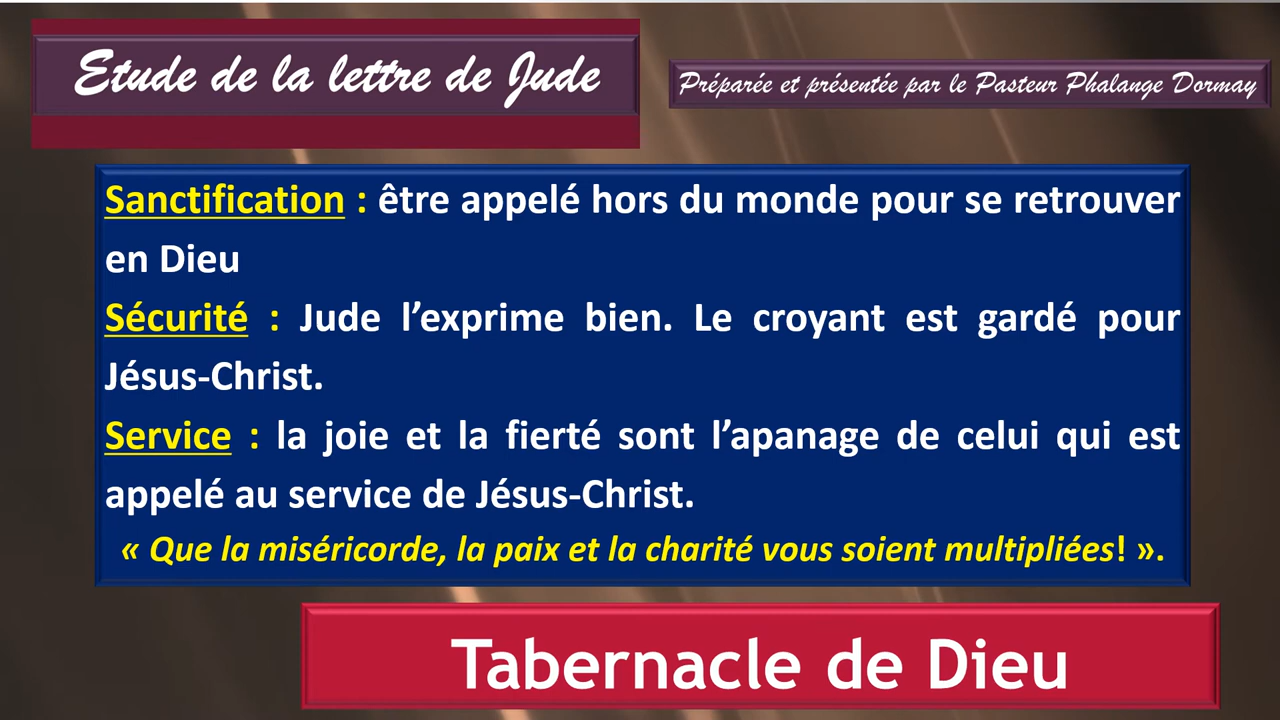 Etude de la lettre de Jude
Préparée et présentée par le Pasteur Phalange Dormay
Sanctification : être appelé hors du monde pour se retrouver
en Dieu
Sécurité : Jude l’exprime bien. Le croyant est gardé pour
Jésus-Christ.
Service : la joie et la fierté sont l’apanage de celui qui est
appelé au service de Jésus-Christ.
« Que la miséricorde, la paix et la charité vous soient multipliées! ».
Tabernacle de Dieu